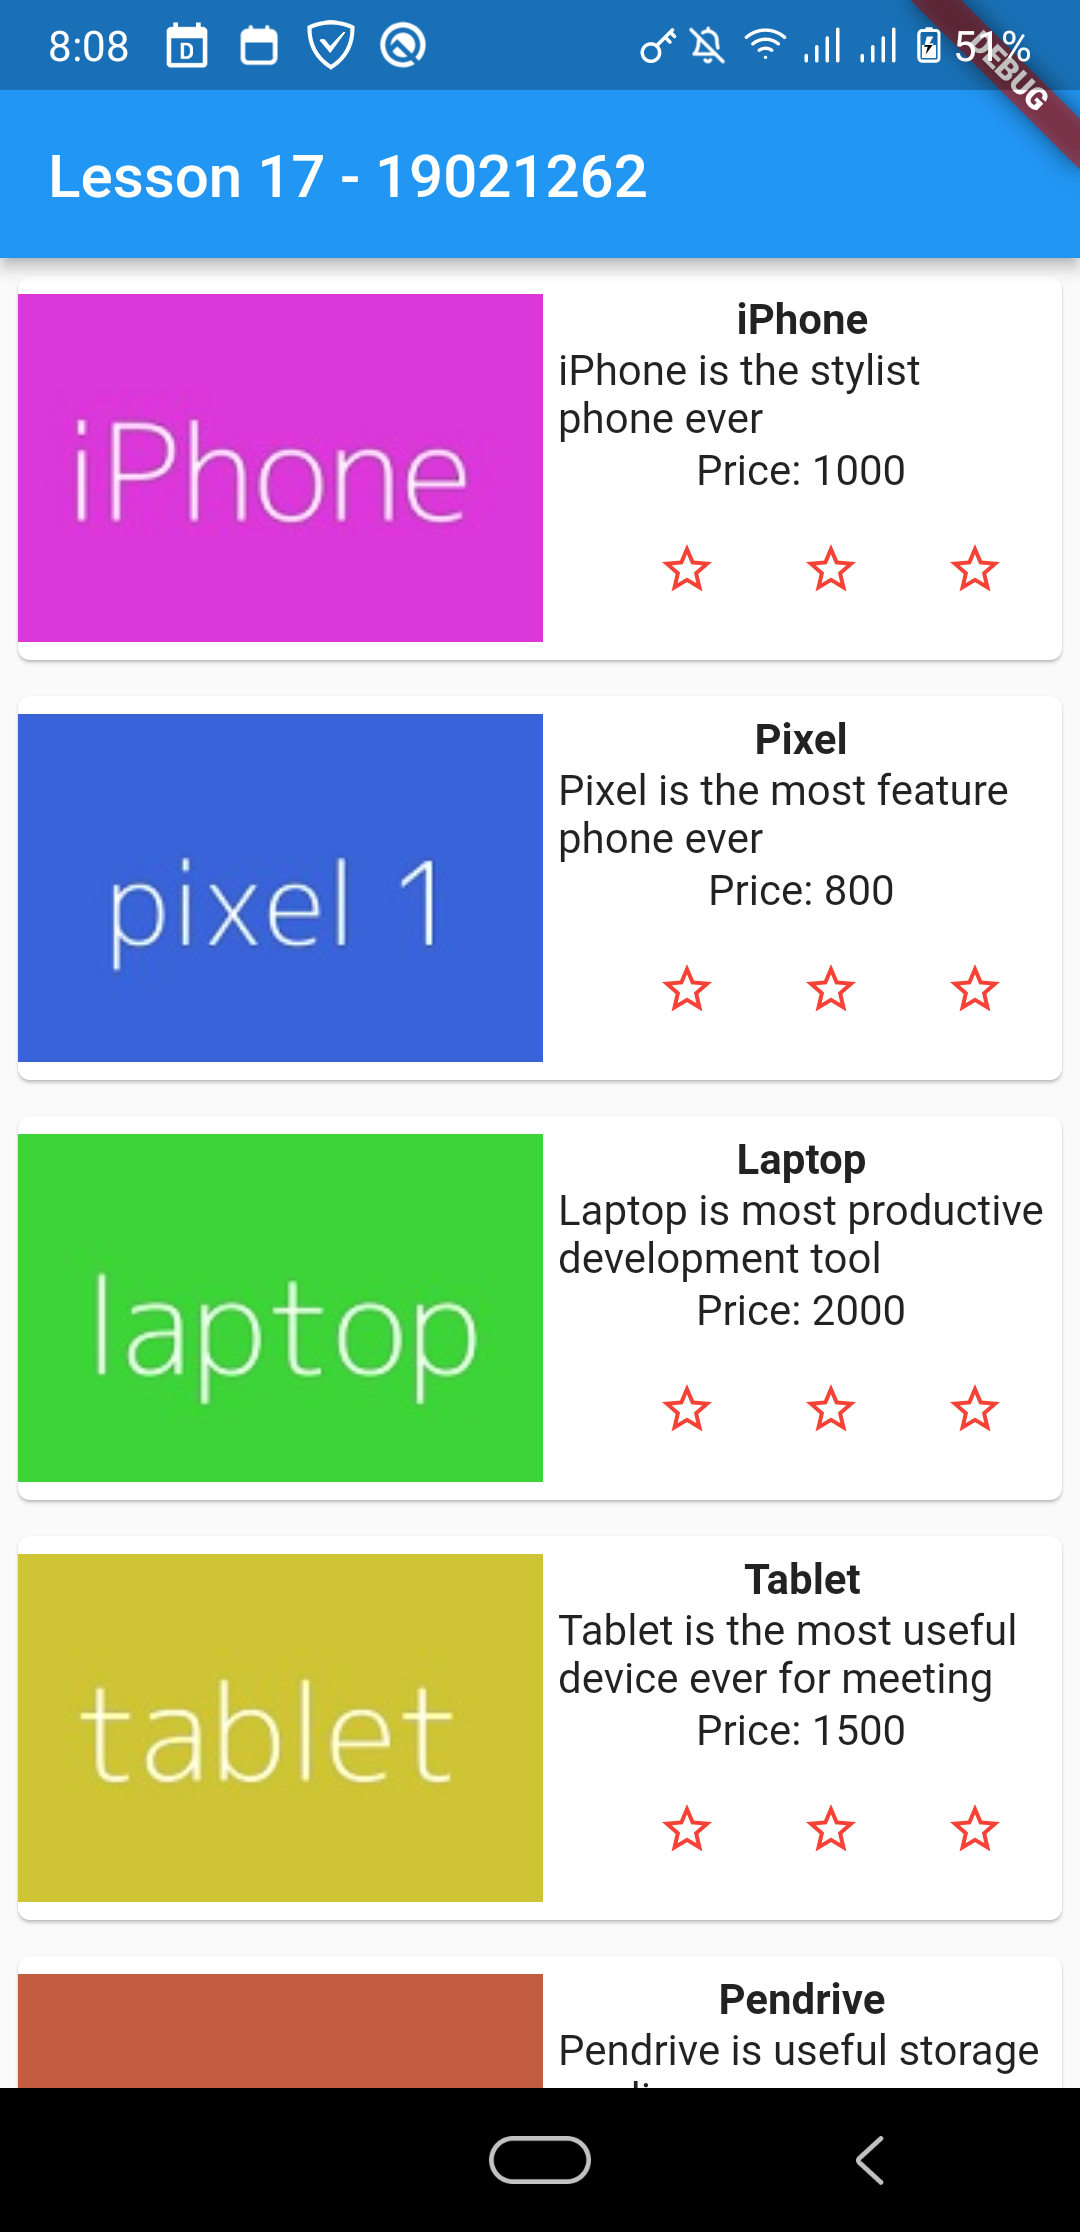 8:08
D
51%
DEBUG
Lesson 17 - 19021262
iPhone
iPhone
iPhone is the stylist
phone ever
Price: 1000
pixel 1
Pixel
Pixel is the most feature
phone ever
Price: 800
laptop
Laptop
Laptop is most productive
development tool
Price: 2000
tablet
Tablet
Tablet is the most useful
device ever for meeting
Price: 1500
Pendrive
Pendrive is useful storage